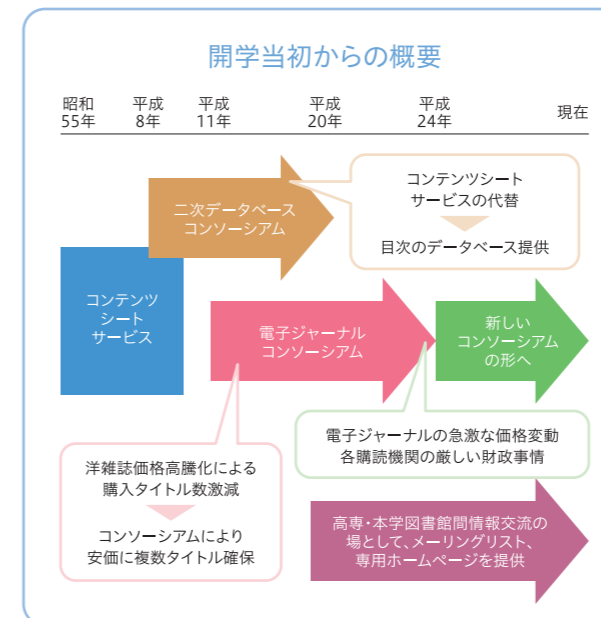 開学当初からの概要
昭和
55年
平成
8年
平成
11年
平成
20年
平成
24年
現在
二次データベース
コンソーシアム
コンテンツシート
サービスの代替
目次のデータベース提供
コンテンツ
シート
サービス
電子ジャーナル
コンソーシアム
新しい
コンソーシアム
の形へ
電子ジャーナルの急激な価格変動
各購読機関の厳しい財政事情
洋雑誌価格高騰化による
購入タイトル数激減
コンソーシアムにより
安価に複数タイトル確保
高専・本学図書館間情報交流の
場として、メーリングリスト、
専用ホームページを提供